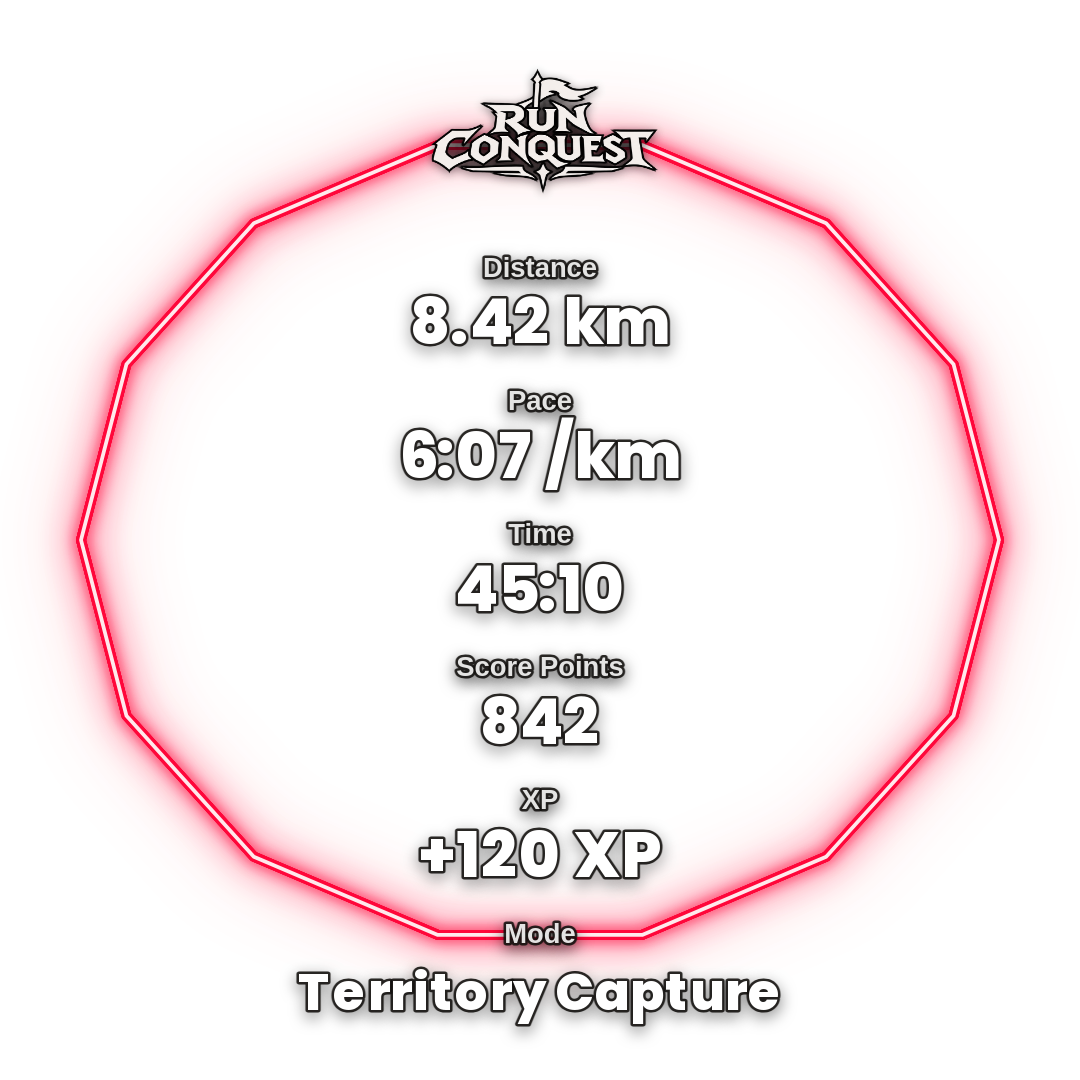 RUN
CONQUEST
Distance
8.42 km
Pace
6:07 /km
Time
45:10
Score Points
842
XP
+120 XP
Mode
Territory Capture